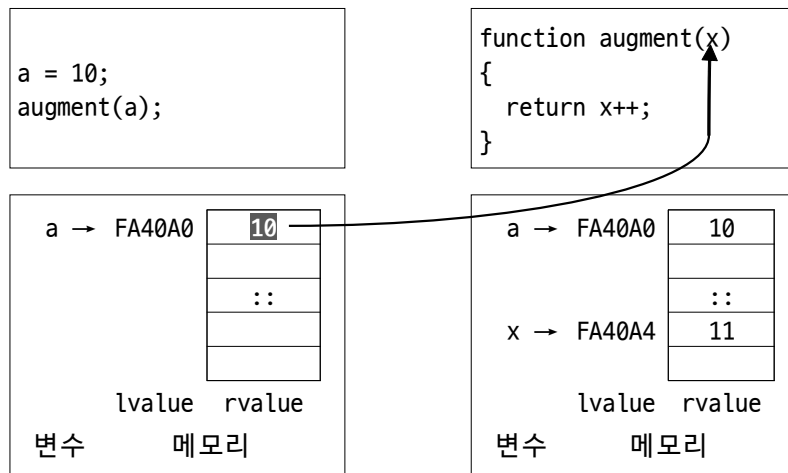 a = 10;
augment(a);
function augment(x)
{
return x++;
}
a → FA40A0 10
::
lvalue rvalue
변수 메모리
a → FA40A0 10
::
x → FA40A4 11
lvalue rvalue
변수 메모리